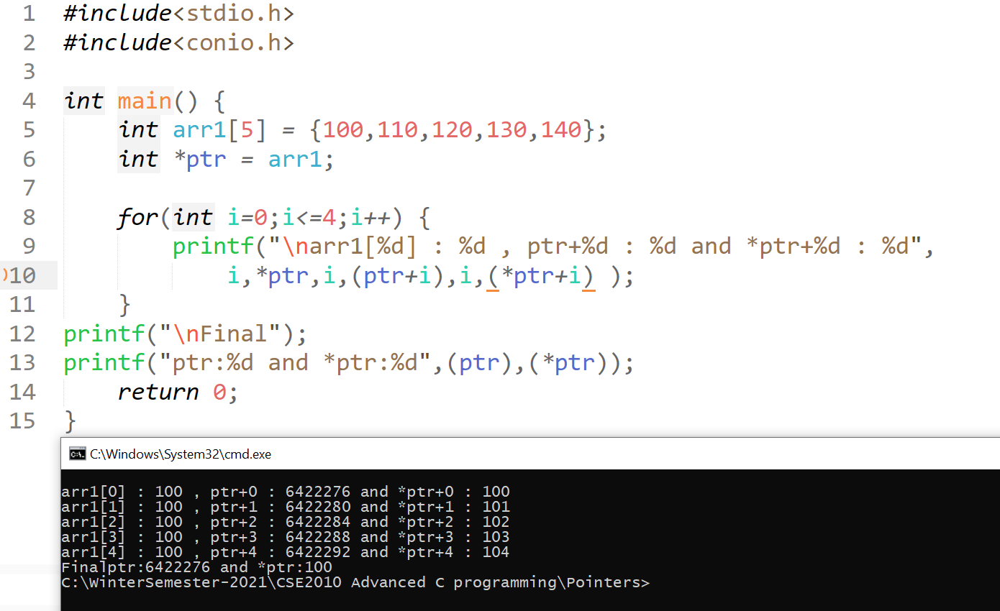 1 #include<stdio.h>
2 #include<conio.h>
3
4 int main() {
5 int arr1[5] = {100,110,120,130,140};
6 int *ptr = arr1;
7
8 for(int i=0;i<=4;i++) {
9 printf("\narr1[%d] : %d , ptr+%d : %d and *ptr+%d : %d",
10 i,*ptr,i,(ptr+i),i,(*ptr+i) );
11 }
12 printf("\nFinal");
13 printf("ptr:%d and *ptr:%d",(ptr),(*ptr));
14 return 0;
15 }
C:\Windows\System32\cmd.exe
arr1[0] : 100 , ptr+0 : 6422276 and *ptr+0 : 100
arr1[1] : 100 , ptr+1 : 6422280 and *ptr+1 : 101
arr1[2] : 100 , ptr+2 : 6422284 and *ptr+2 : 102
arr1[3] : 100 , ptr+3 : 6422288 and *ptr+3 : 103
arr1[4] : 100 , ptr+4 : 6422292 and *ptr+4 : 104
Finalptr:6422276 and *ptr:100
C:\WinterSemester-2021\CSE2010 Advanced C programming\Pointers>